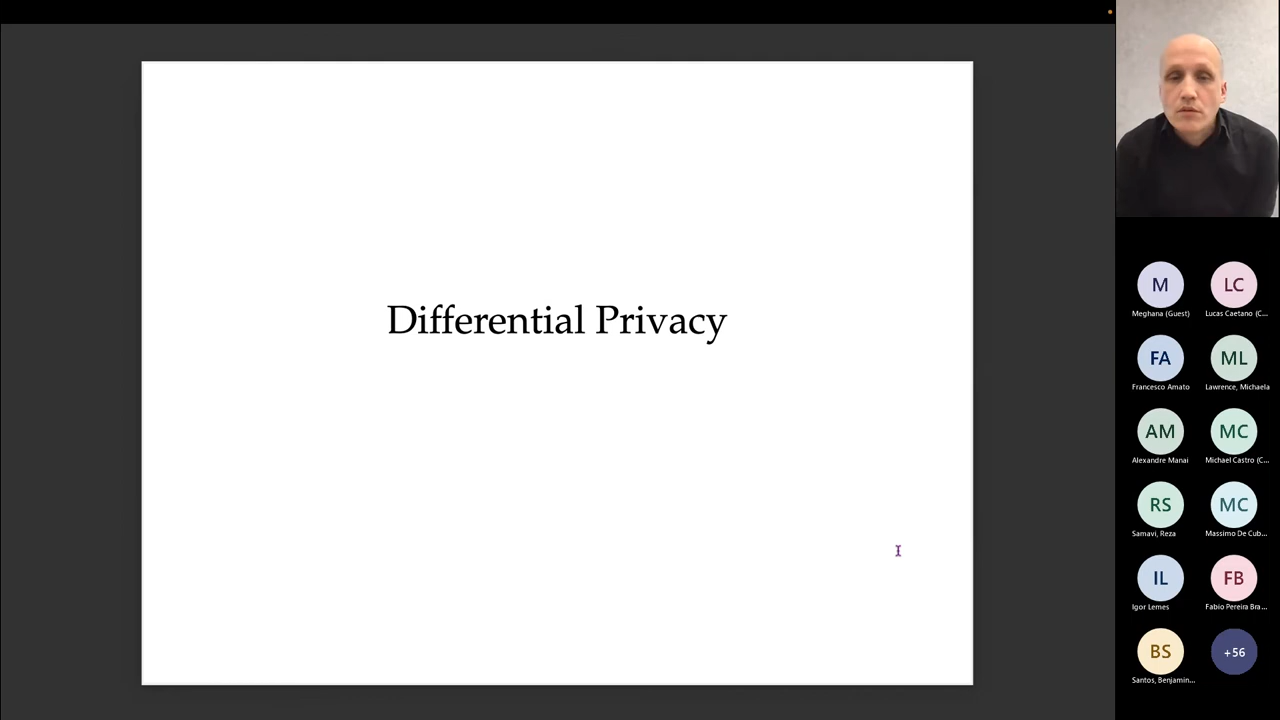 Differential Privacy
M
LC
Meghana (Guest)
Lucas Caetano (C...
FA
ML
Francesco Amato
Lawrence, Michaela
AM
MC
Alexandre Manai
Michael Castro (C...
RS
MC
Samavi, Reza
Massimo De Cub...
IL
FB
Igor Lemes
Fabio Pereira Bra...
BS
+56
Santos, Benjamin...